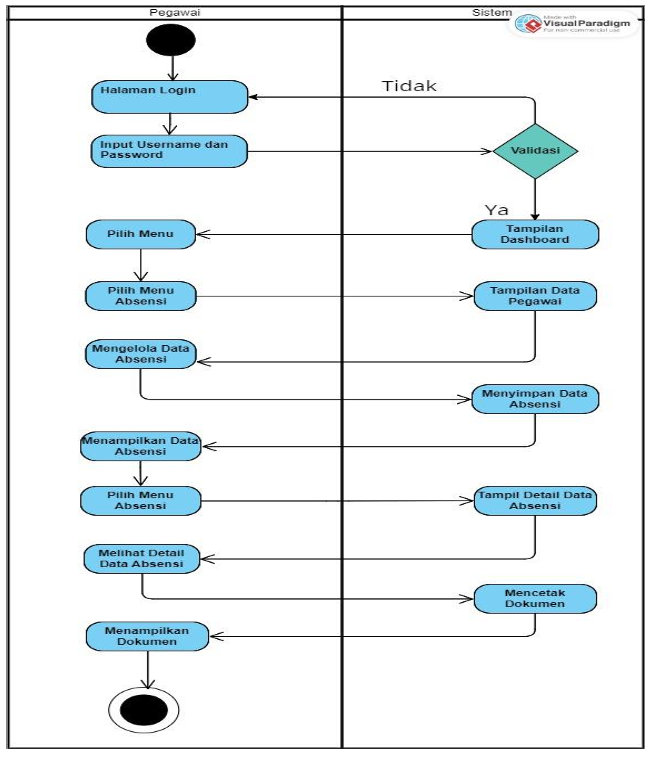 Pegawai
Sistem
Made with
Visual Paradigm
For non-commercial use
Halaman Login
Tidak
Input Username dan
Password
Validasi
Ya
Pilih Menu
Tampilan
Dashboard
Pilih Menu
Absensi
Tampilan Data
Pegawai
Mengelola Data
Absensi
Menyimpan Data
Absensi
Menampilkan Data
Absensi
Pilih Menu
Absensi
Tampil Detail Data
Absensi
Melihat Detail
Data Absensi
Mencetak
Dokumen
Menampilkan
Dokumen